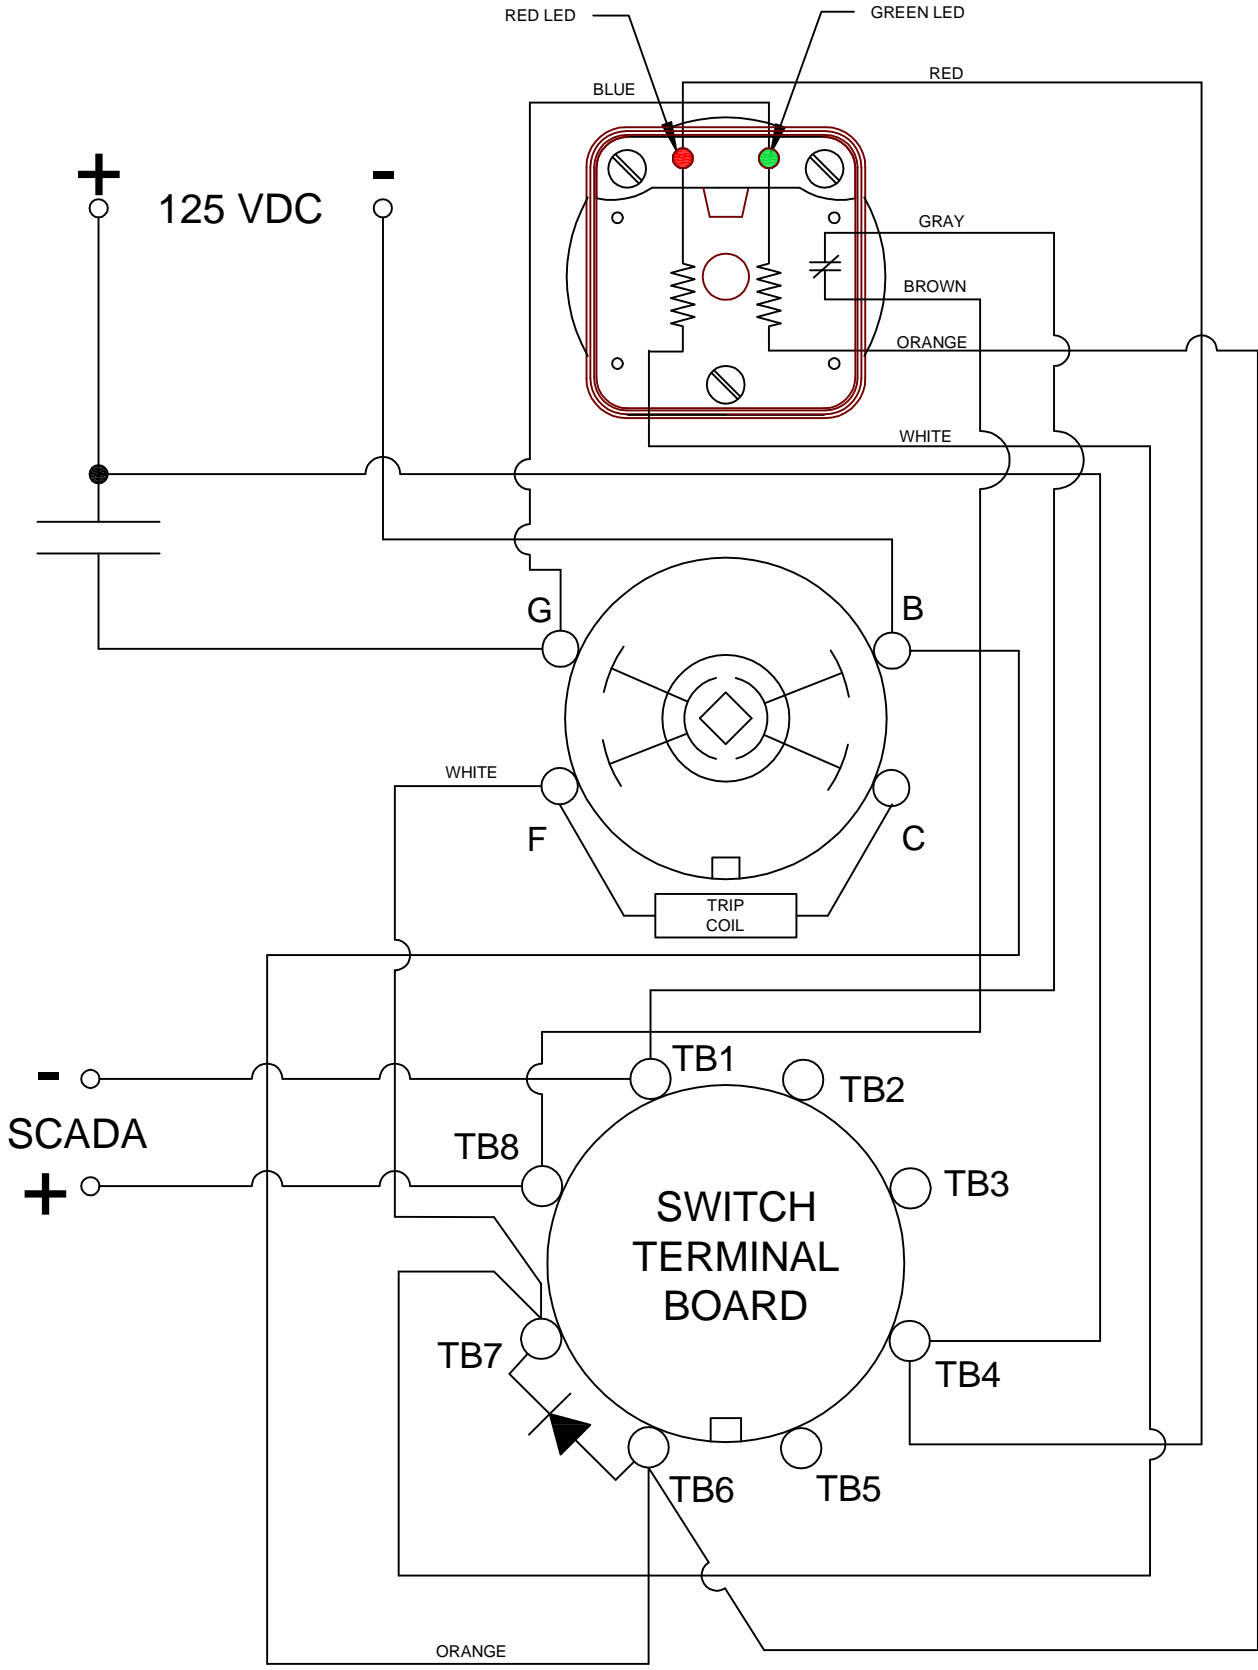 RED LED
GREEN LED
RED
BLUE
+
-
125 VDC
GRAY
BROWN
ORANGE
WHITE
G
B
WHITE
F
C
TRIP
COIL
-
TB1
TB2
SCADA
TB8
+
TB3
SWITCH
TERMINAL
BOARD
TB7
TB4
TB6
TB5
ORANGE